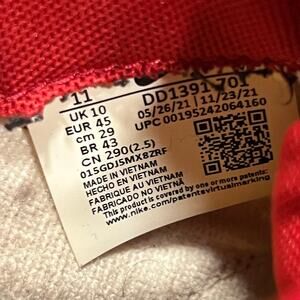 11
DD1391 701
UK 10
05/26/21 11/23/21
EUR 45
UPC 00195242064160
cm 29
BR 43
CN 290(2.5)
015GDJ5MX8ZRF
MADE IN VIETNAM
HECHO EN VIETNAM
FABRIQUE AU VIETNAM
FABRICADO NO VIETNAM
This product is covered by one or more patents:
www.nike.com/patentsvirtualmarking